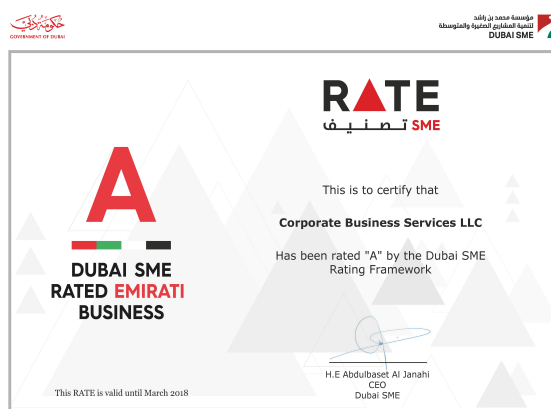 حكومة دبي
GOVERNMENT OF DUBAI
مؤسسة محمد بن راشد
لتنمية المشاريع الصغيرة والمتوسطة
DUBAI SME
RATE
تصنيف SME
A
DUBAI SME
RATED EMIRATI
BUSINESS
This is to certify that
Corporate Business Services LLC
Has been rated "A" by the Dubai SME
Rating Framework
H.E Abdulbaset Al Janahi
CEO
Dubai SME
This RATE is valid until March 2018